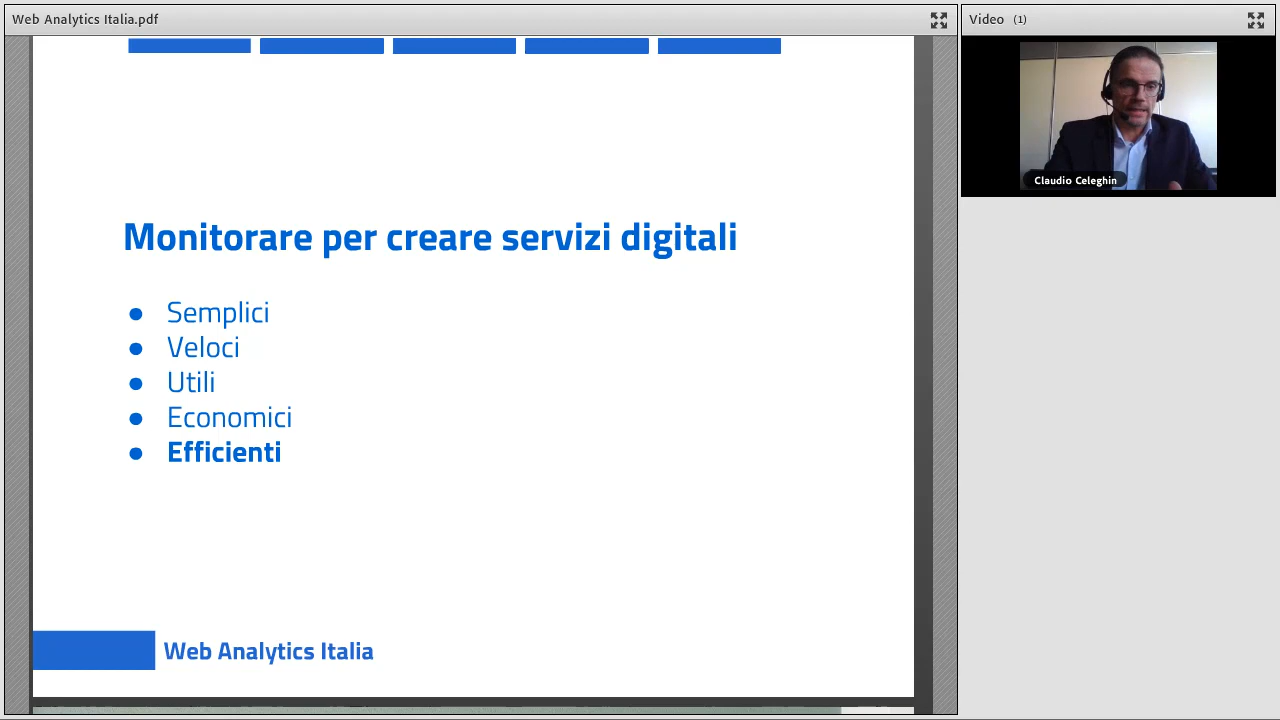 Web Analytics Italia.pdf
Video (1)
Claudio Celeghin
Monitorare per creare servizi digitali
● Semplici
● Veloci
● Utili
● Economici
● Efficienti
Web Analytics Italia